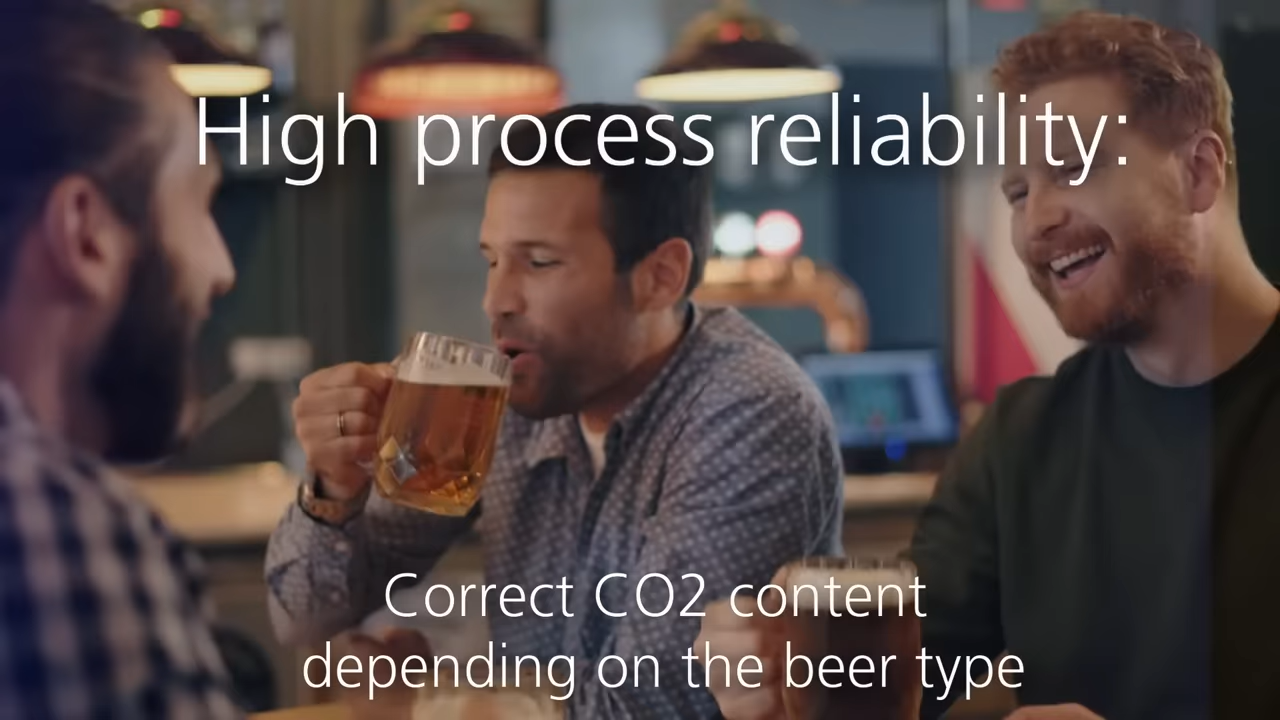 High process reliability:
Correct CO2 content
depending on the beer type